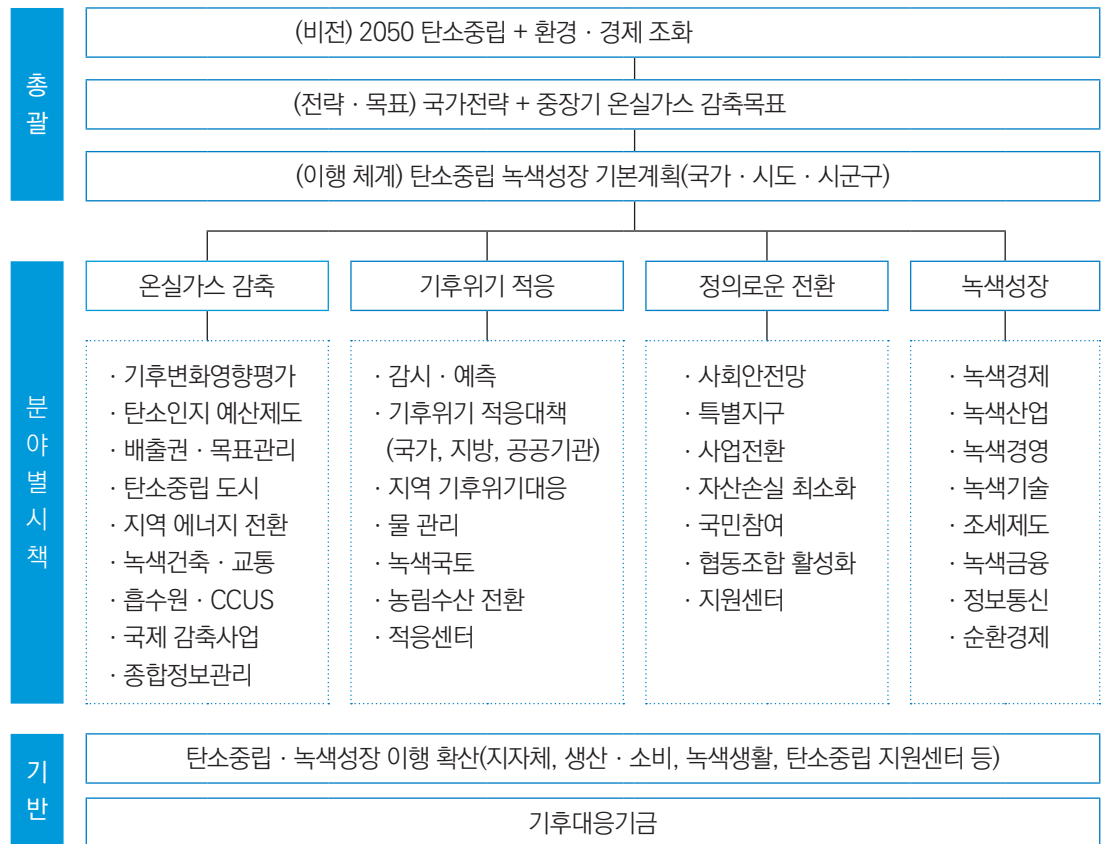 총괄
(비전) 2050 탄소중립 + 환경 · 경제 조화
(전략 · 목표) 국가전략 + 중장기 온실가스 감축목표
(이행 체계) 탄소중립 녹색성장 기본계획(국가 · 시도 · 시군구)
분야별시책
온실가스 감축
· 기후변화영향평가
· 탄소인지 예산제도
· 배출권 · 목표관리
· 탄소중립 도시
· 지역 에너지 전환
· 녹색건축 · 교통
· 흡수원 · CCUS
· 국제 감축사업
· 종합정보관리
기후위기 적응
· 감시 · 예측
· 기후위기 적응대책
(국가, 지방, 공공기관)
· 지역 기후위기대응
· 물 관리
· 녹색국토
· 농림수산 전환
· 적응센터
정의로운 전환
· 사회안전망
· 특별지구
· 사업전환
· 자산손실 최소화
· 국민참여
· 협동조합 활성화
· 지원센터
녹색성장
· 녹색경제
· 녹색산업
· 녹색경영
· 녹색기술
· 조세제도
· 녹색금융
· 정보통신
· 순환경제
기반
탄소중립 · 녹색성장 이행 확산(지자체, 생산 · 소비, 녹색생활, 탄소중립 지원센터 등)
기후대응기금